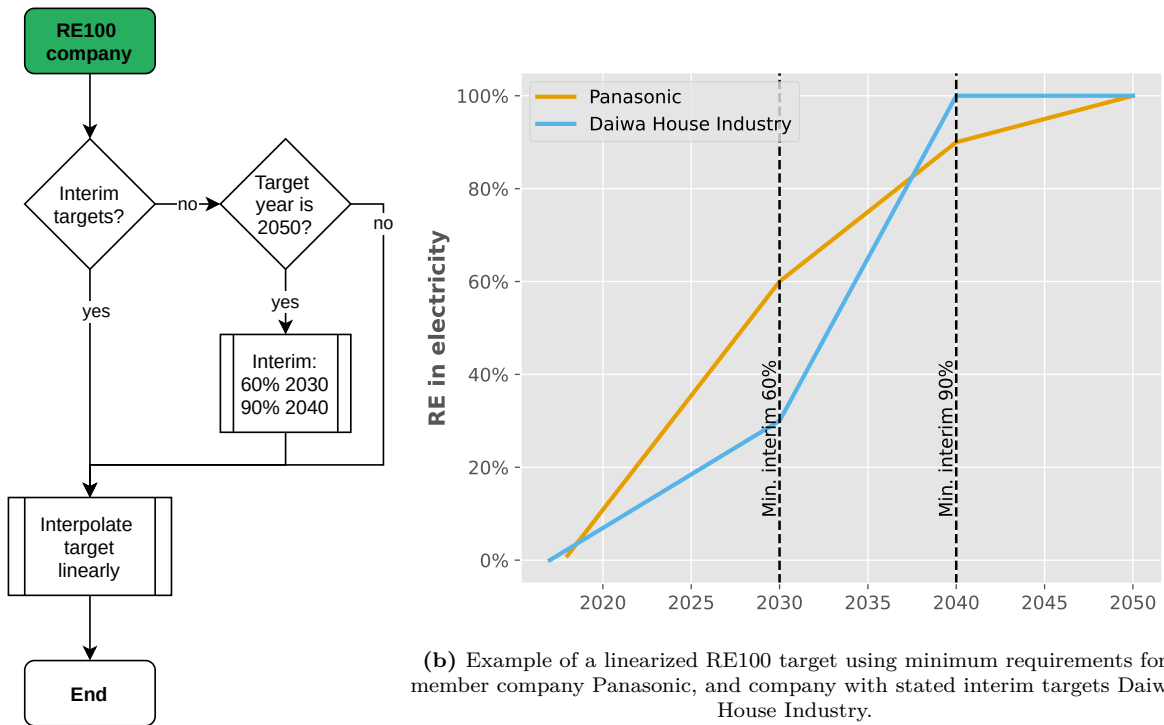 RE100
company
Interim
targets?
no
Target
year is
2050?
no
yes
yes
Interim:
60% 2030
90% 2040
Interpolate
target
linearly
End
Panasonic
Daiwa House Industry
RE in electricity
100%
80%
60%
40%
20%
0%
Min. interim 60%
Min. interim 90%
2020 2025 2030 2035 2040 2045 2050
(b) Example of a linearized RE100 target using minimum requirements for
member company Panasonic, and company with stated interim targets Daiw
House Industry.